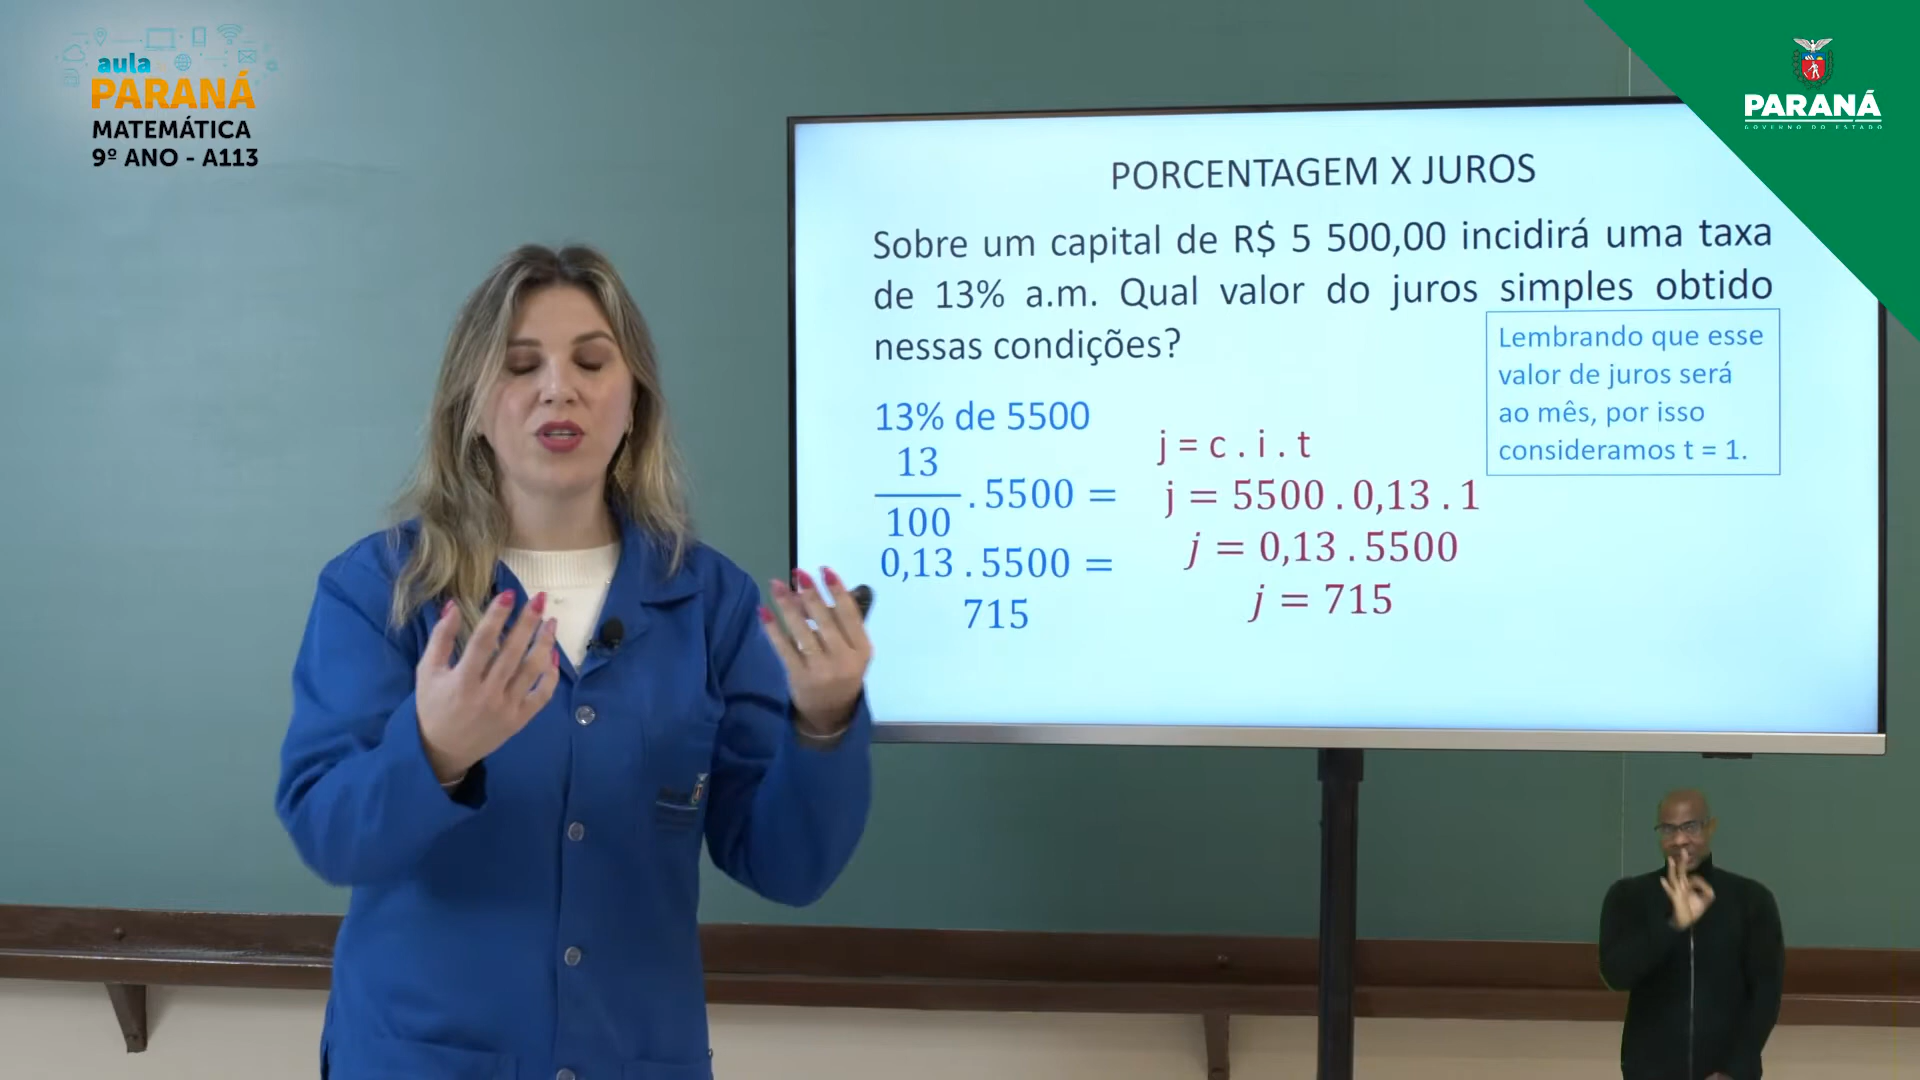 aula
PARANÁ
MATEMÁTICA
9º ANO - A113
PARANÁ
GOVERNO DO ESTADO
PORCENTAGEM X JUROS
Sobre um capital de R$ 5 500,00 incidirá uma taxa
de 13% a.m. Qual valor do juros simples obtido
nessas condições?
Lembrando que esse
valor de juros será
ao mês, por isso
consideramos t = 1.
13% de 5500
13
100
. 5500 =
0,13 . 5500 =
715
j = c . i . t
j = 5500 . 0,13 . 1
j = 0,13 . 5500
j = 715